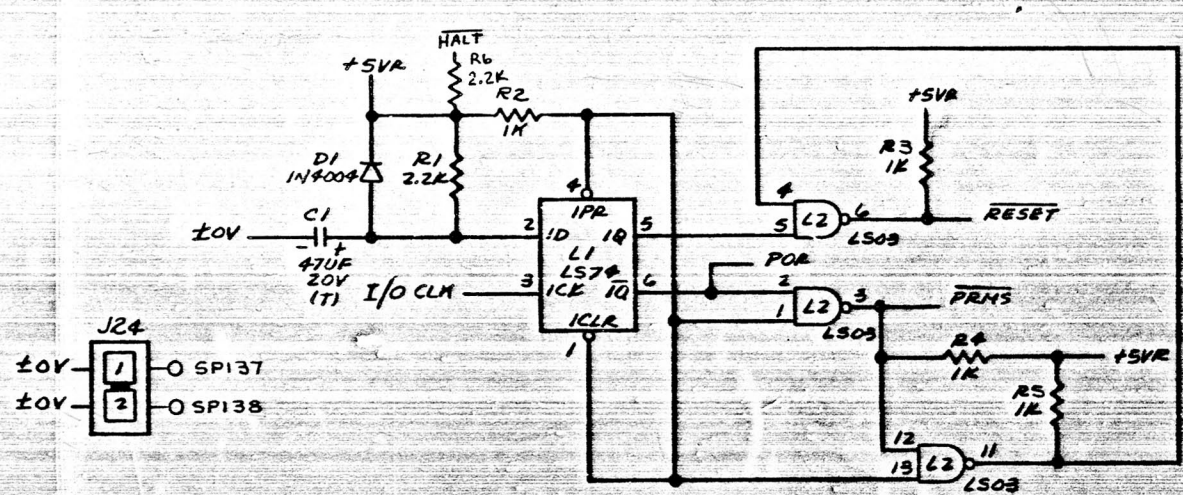 HALT
R6
2.2K
+5VR
R2
1K
+5VR
D1
1N4004
R1
2.2K
R3
1K
4
1PR
4
L2
6
RESET
5
LS03
C1
±0V
- +
47UF
20V
(T)
2
1D
1Q
5
L1
LS74
POR
I/O CLK
3
1CK
1Q
6
2
L2
3
PRMS
1
LS03
1CLR
1
J24
±0V
1
SP137
±0V
2
SP138
R4
1K
+5VR
R5
1K
12
13
L2
11
LS03